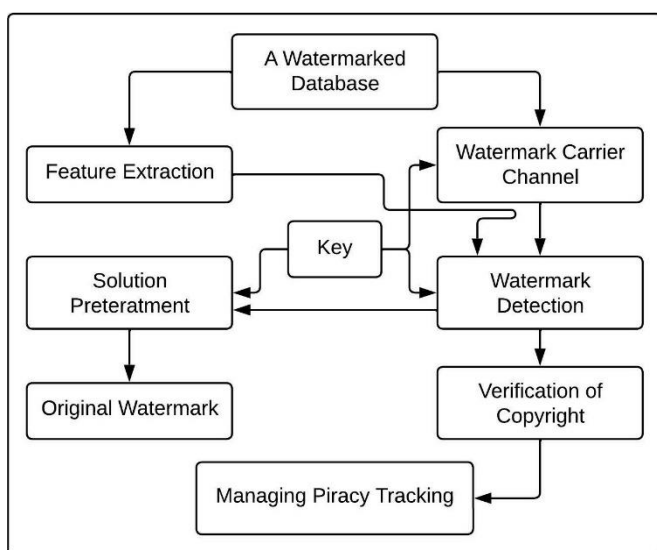 A Watermarked
Database
Feature Extraction
Watermark Carrier
Channel
Key
Solution
Preteratment
Watermark
Detection
Original Watermark
Verification of
Copyright
Managing Piracy Tracking